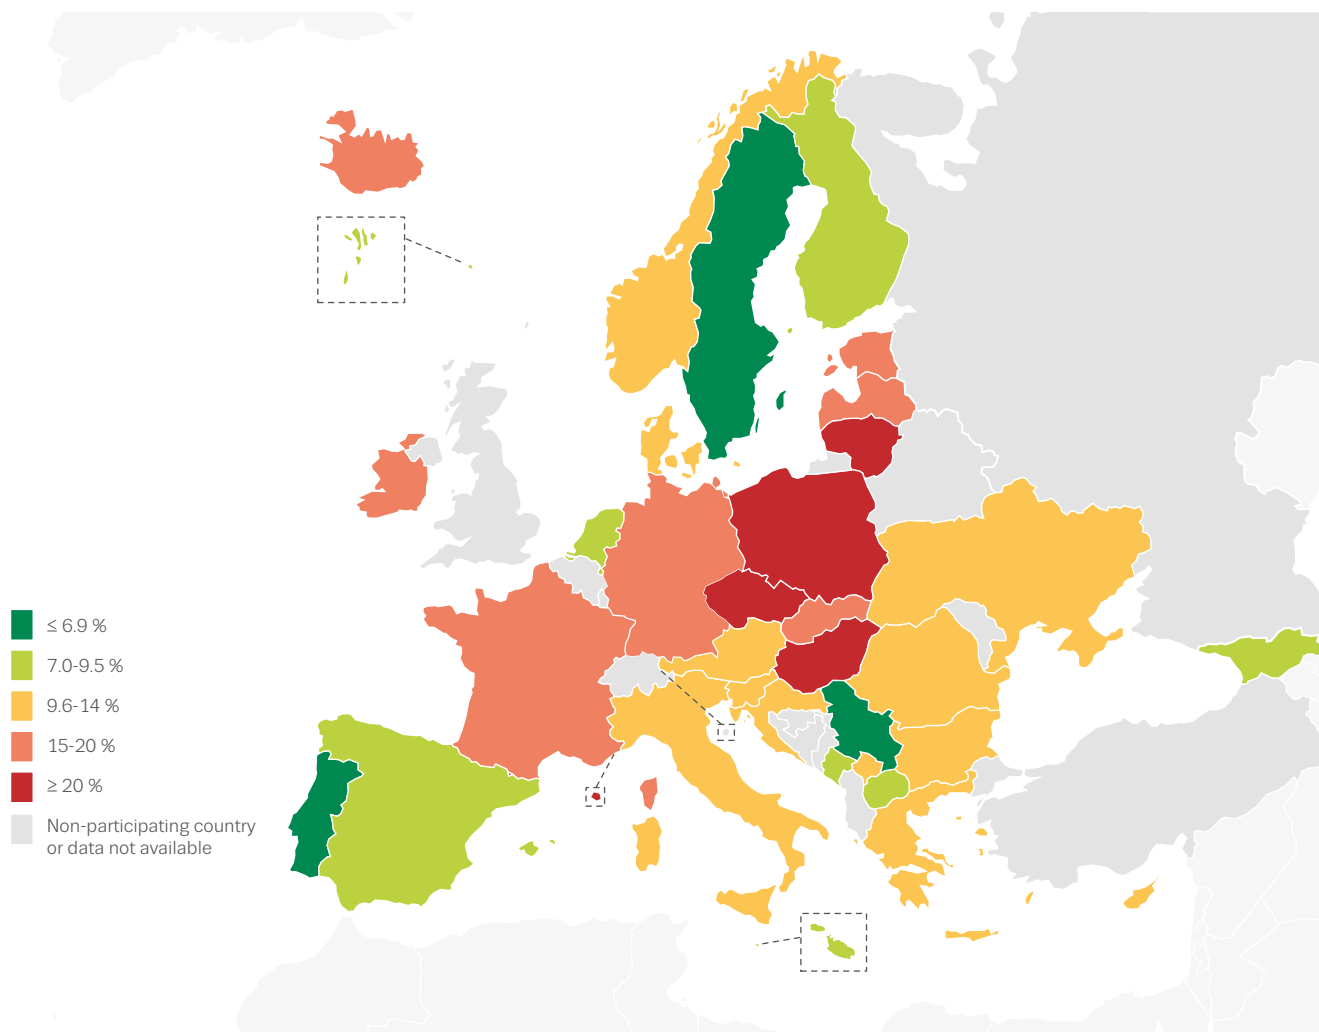 ≤ 6.9 %
7.0-9.5 %
9.6-14 %
15-20 %
≥ 20 %
Non-participating country
or data not available